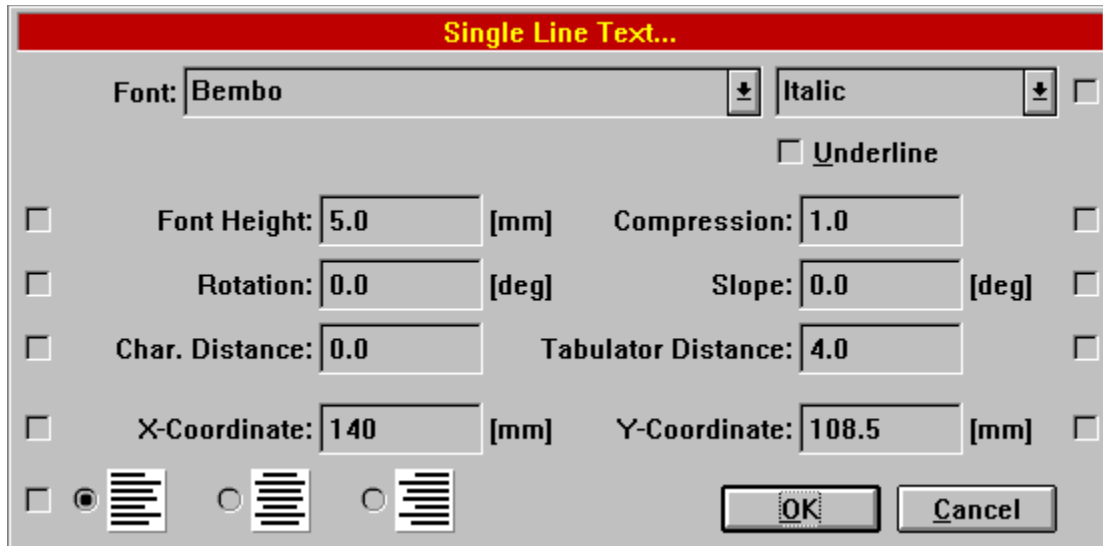 Single Line Text...
Font: Bembo Italic
Underline
Font Height: 5.0 [mm] Compression: 1.0
Rotation: 0.0 [deg] Slope: 0.0 [deg]
Char. Distance: 0.0 Tabulator Distance: 4.0
X-Coordinate: 140 [mm] Y-Coordinate: 108.5 [mm]
OK Cancel